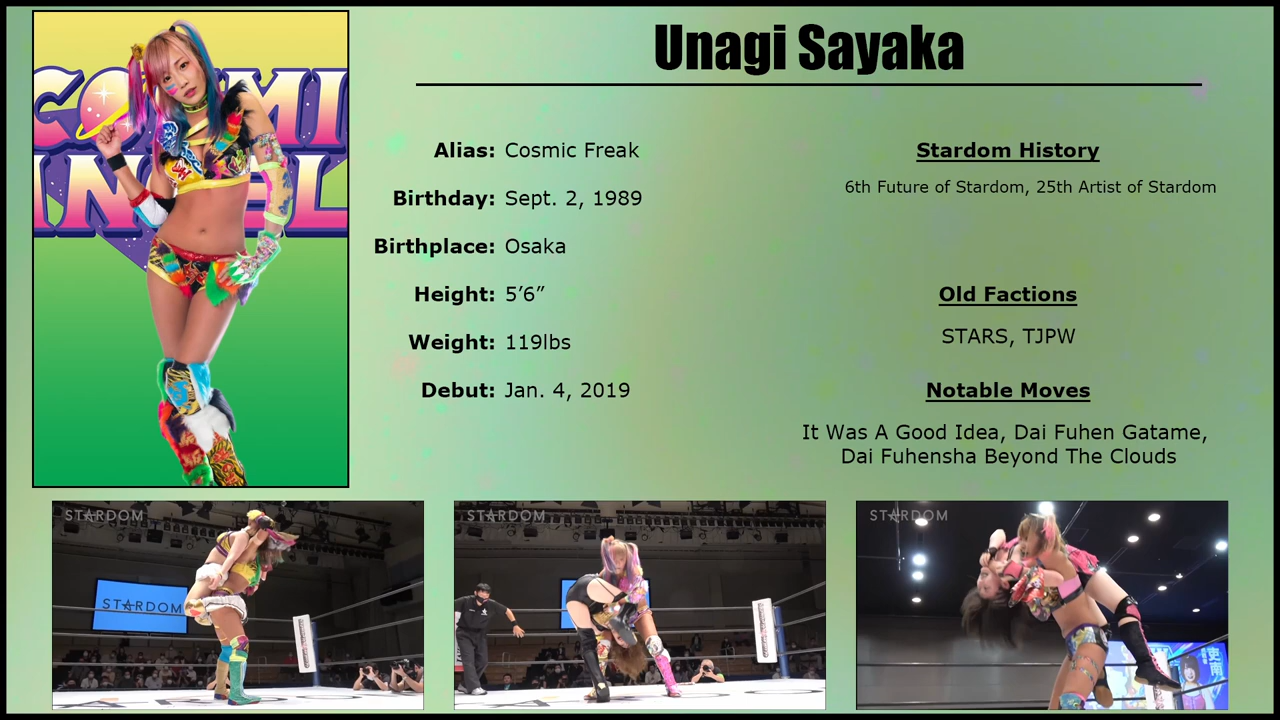 Unagi Sayaka
COSMI
ANGEL
Alias: Cosmic Freak
Birthday: Sept. 2, 1989
Birthplace: Osaka
Height: 5’6”
Weight: 119lbs
Debut: Jan. 4, 2019
Stardom History
6th Future of Stardom, 25th Artist of Stardom
Old Factions
STARS, TJPW
Notable Moves
It Was A Good Idea, Dai Fuhen Gatame,
Dai Fuhensha Beyond The Clouds
STARDOM
STARDOM
STARDOM
STARDOM